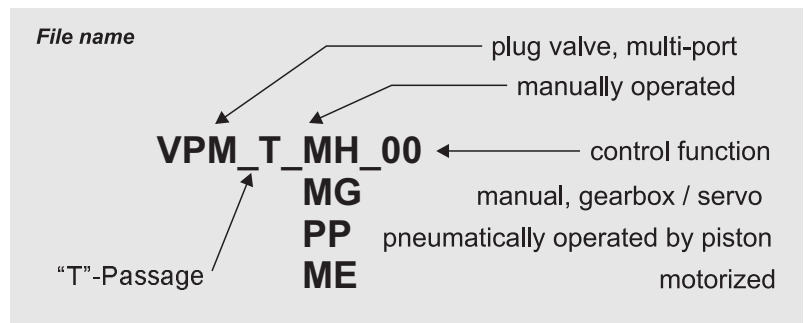 File name
plug valve, multi-port
manually operated
VPM_T_MH_00
control function
MG
manual, gearbox / servo
PP
pneumatically operated by piston
"T"-Passage
ME
motorized